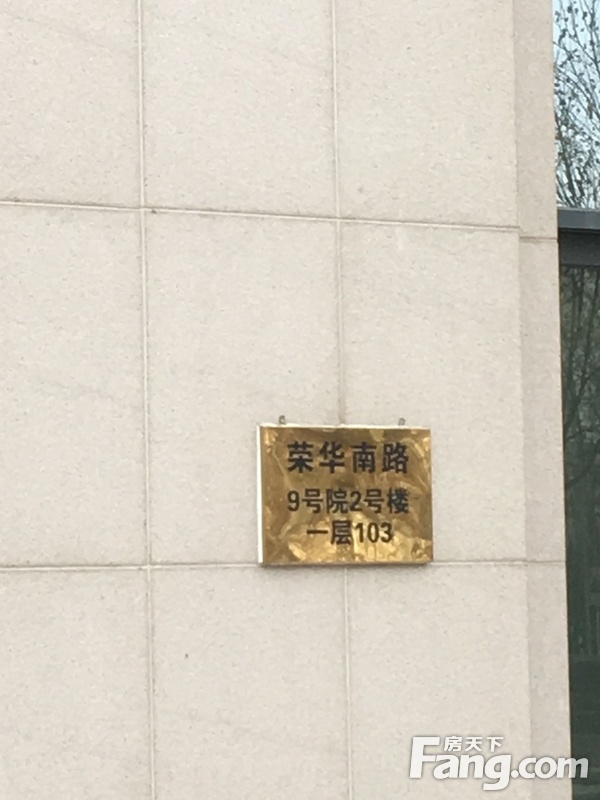 荣华南路
9号院2号楼
一层103
房天下
Fang.com